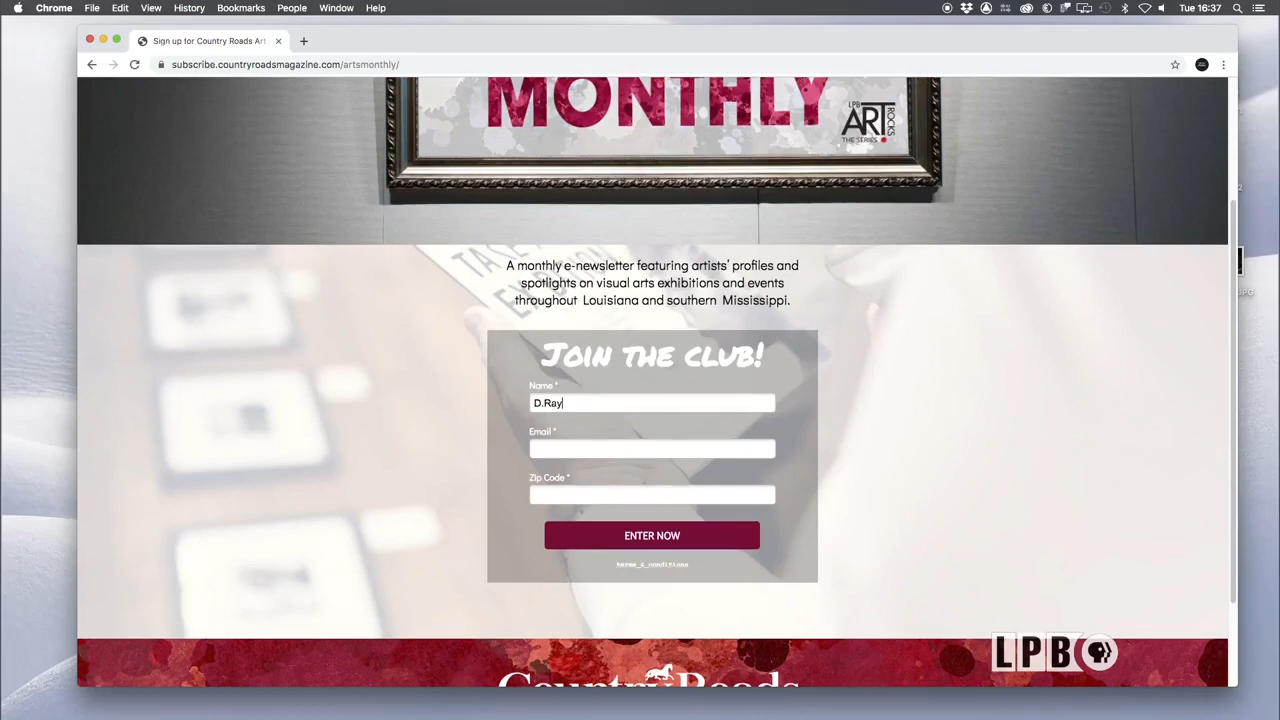 Chrome File Edit View History Bookmarks People Window Help Tue 16:37
Sign up for Country Roads Art
subscribe.countryroadsmagazine.com/artsmonthly/
MONTHLY
LPB
ART ROCKS
THE SERIES
A monthly e-newsletter featuring artists' profiles and
spotlights on visual arts exhibitions and events
throughout Louisiana and southern Mississippi.
JOIN THE CLUB!
Name *
D.Ray
Email *
Zip Code *
ENTER NOW
terms & conditions
Country Roads
LPB